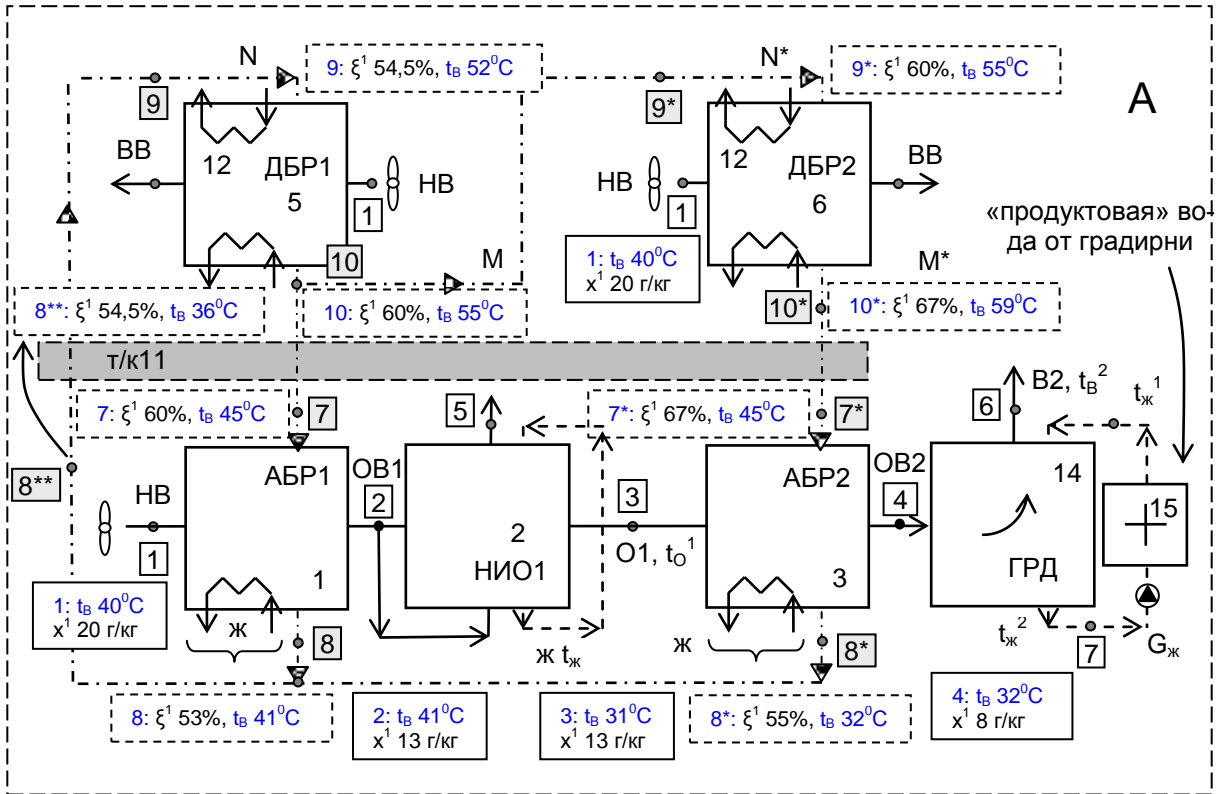 N
9: ξ¹ 54,5%, tВ 52⁰С
N*
9*: ξ¹ 60%, tВ 55⁰С
А
9
9*
ВВ
12
ДБР1
5
НВ
1
10
НВ
1
12
ДБР2
6
ВВ
«продуктовая» во-
да от градирни
М
1: tВ 40⁰С
х¹ 20 г/кг
М*
8**: ξ¹ 54,5%, tВ 36⁰С
10: ξ¹ 60%, tВ 55⁰С
10*
10*: ξ¹ 67%, tВ 59⁰С
т/к11
7: ξ¹ 60%, tВ 45⁰С
7
5
7*: ξ¹ 67%, tВ 45⁰С
7*
6
В2, tВ²
tж¹
8**
НВ
1
АБР1
1
ОВ1
2
2
НИО1
3
О1, tО¹
АБР2
3
ОВ2
4
14
ГРД
15
1: tВ 40⁰С
х¹ 20 г/кг
ж
8
ж tж
ж
8*
tж²
7
Gж
8: ξ¹ 53%, tВ 41⁰С
2: tВ 41⁰С
х¹ 13 г/кг
3: tВ 31⁰С
х¹ 13 г/кг
8*: ξ¹ 55%, tВ 32⁰С
4: tВ 32⁰С
х¹ 8 г/кг